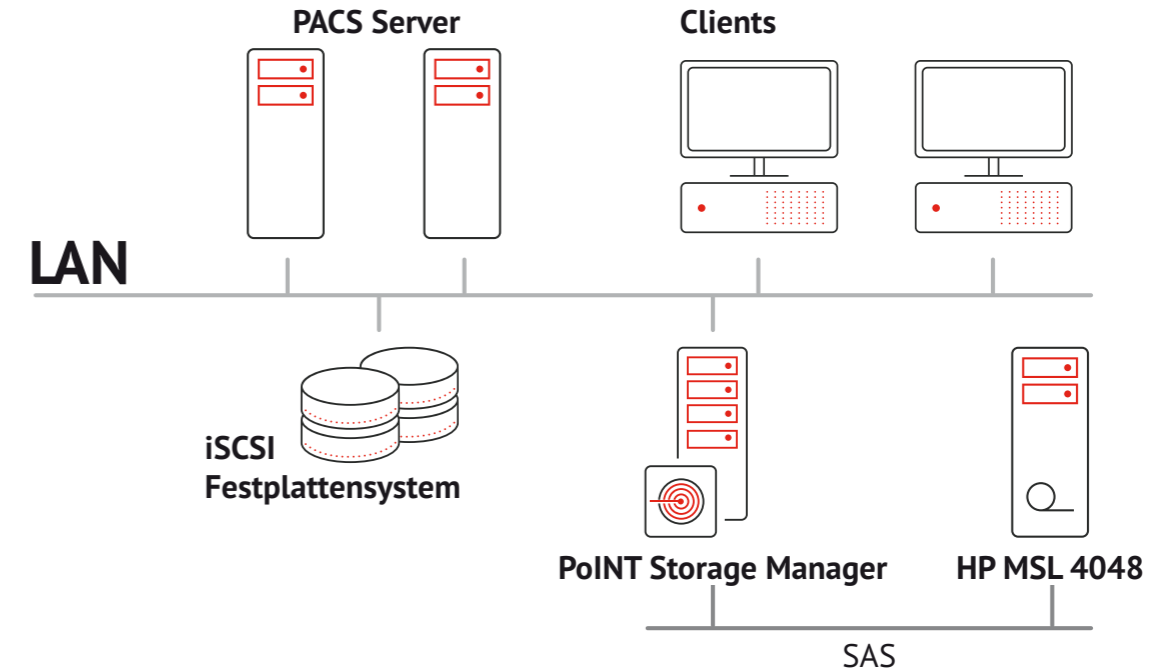 PACS Server
Clients
LAN
iSCSI
Festplattensystem
PoINT Storage Manager
HP MSL 4048
SAS